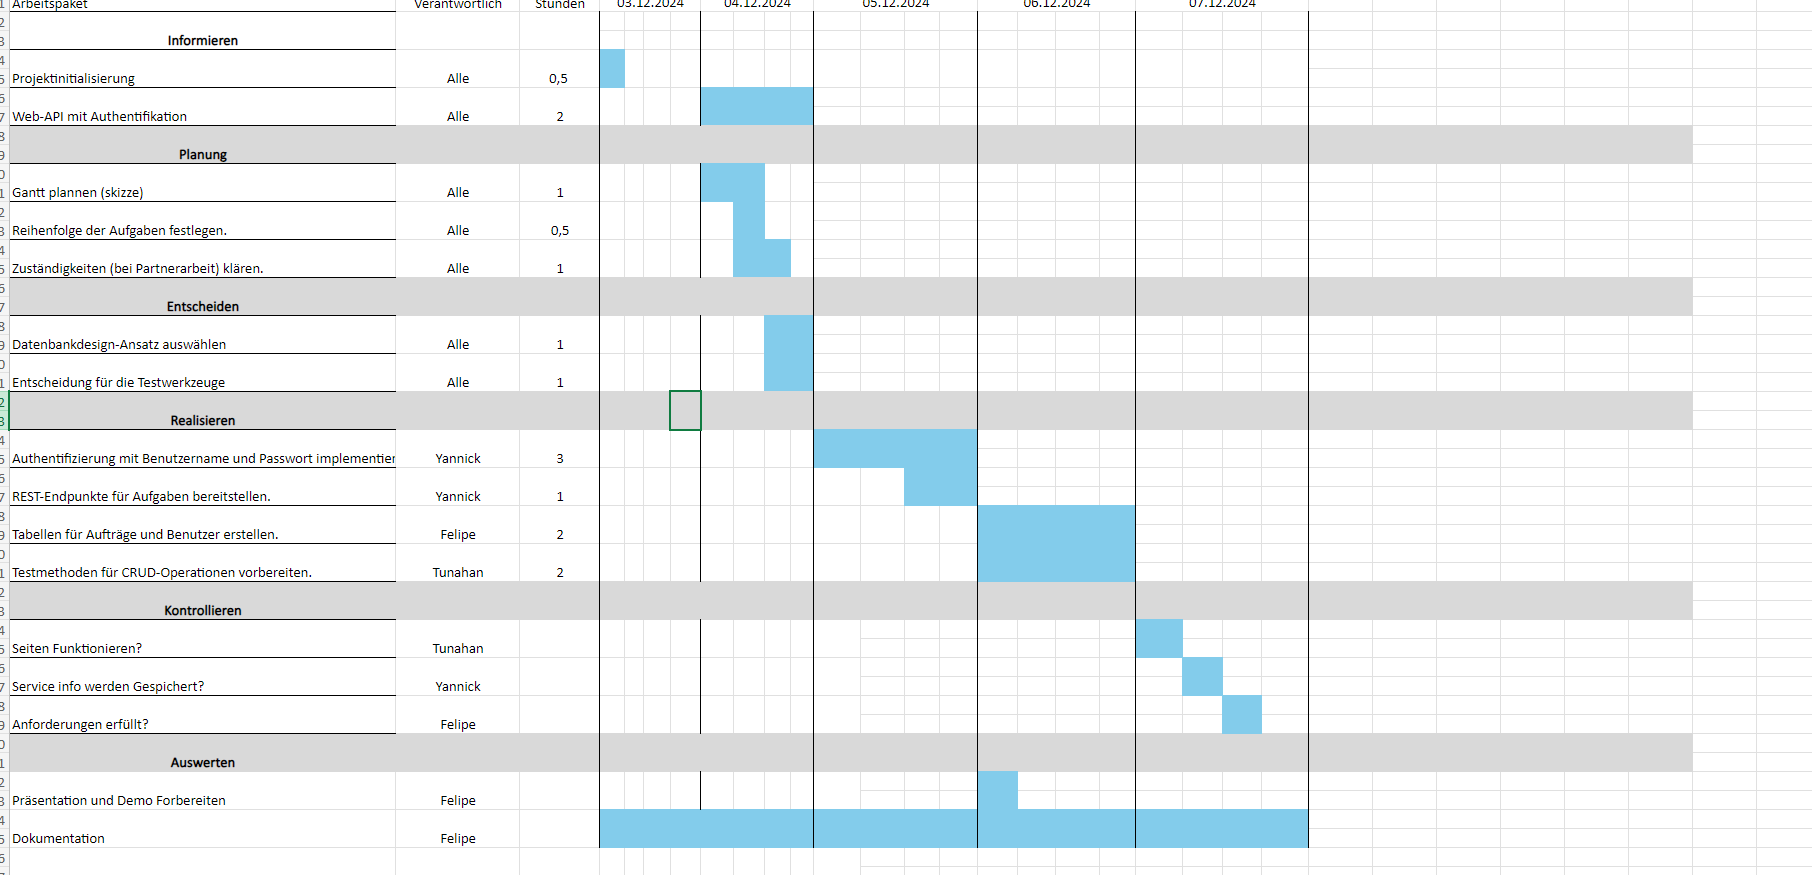 Arbeitspaket Verantwortlich Stunden 03.12.2024 04.12.2024 05.12.2024 06.12.2024 07.12.2024
Informieren
Projektinitialisierung Alle 0,5
Web-API mit Authentifikation Alle 2
Planung
Gantt plannen (skizze) Alle 1
Reihenfolge der Aufgaben festlegen. Alle 0,5
Zuständigkeiten (bei Partnerarbeit) klären. Alle 1
Entscheiden
Datenbankdesign-Ansatz auswählen Alle 1
Entscheidung für die Testwerkzeuge Alle 1
Realisieren
Authentifizierung mit Benutzername und Passwort implementier Yannick 3
REST-Endpunkte für Aufgaben bereitstellen. Yannick 1
Tabellen für Aufträge und Benutzer erstellen. Felipe 2
Testmethoden für CRUD-Operationen vorbereiten. Tunahan 2
Kontrollieren
Seiten Funktionieren? Tunahan
Service info werden Gespichert? Yannick
Anforderungen erfüllt? Felipe
Auswerten
Präsentation und Demo Forbereiten Felipe
Dokumentation Felipe